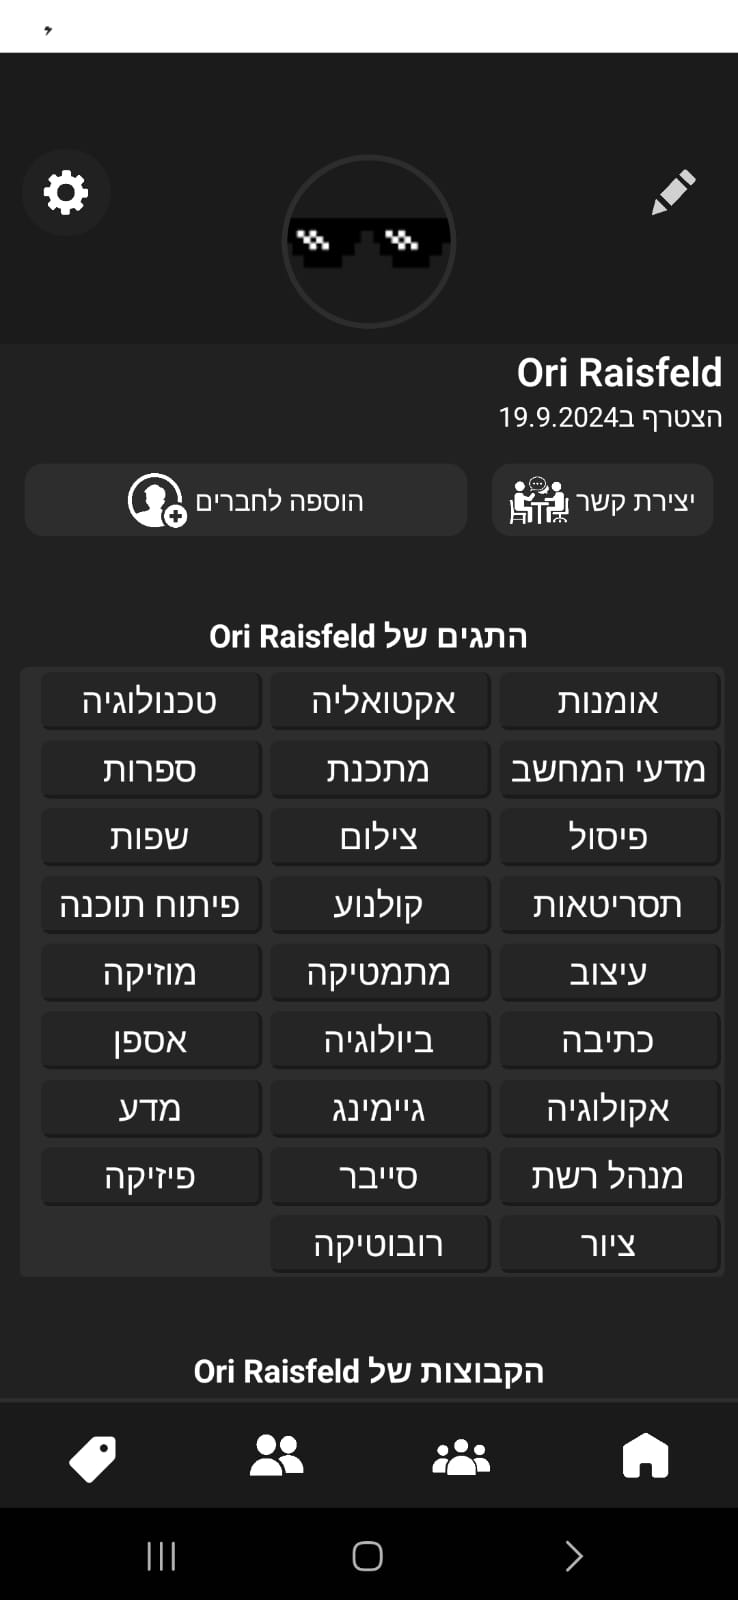 Ori Raisfeld
הצטרף ב19.9.2024
יצירת קשר
הוספה לחברים
התגים של Ori Raisfeld
אומנות אקטואליה טכנולוגיה
מדעי המחשב מתכנת ספרות
פיסול צילום שפות
תסריטאות קולנוע פיתוח תוכנה
עיצוב מתמטיקה מוזיקה
כתיבה ביולוגיה אספן
אקולוגיה גיימינג מדע
מנהל רשת סייבר פיזיקה
ציור רובוטיקה
הקבוצות של Ori Raisfeld